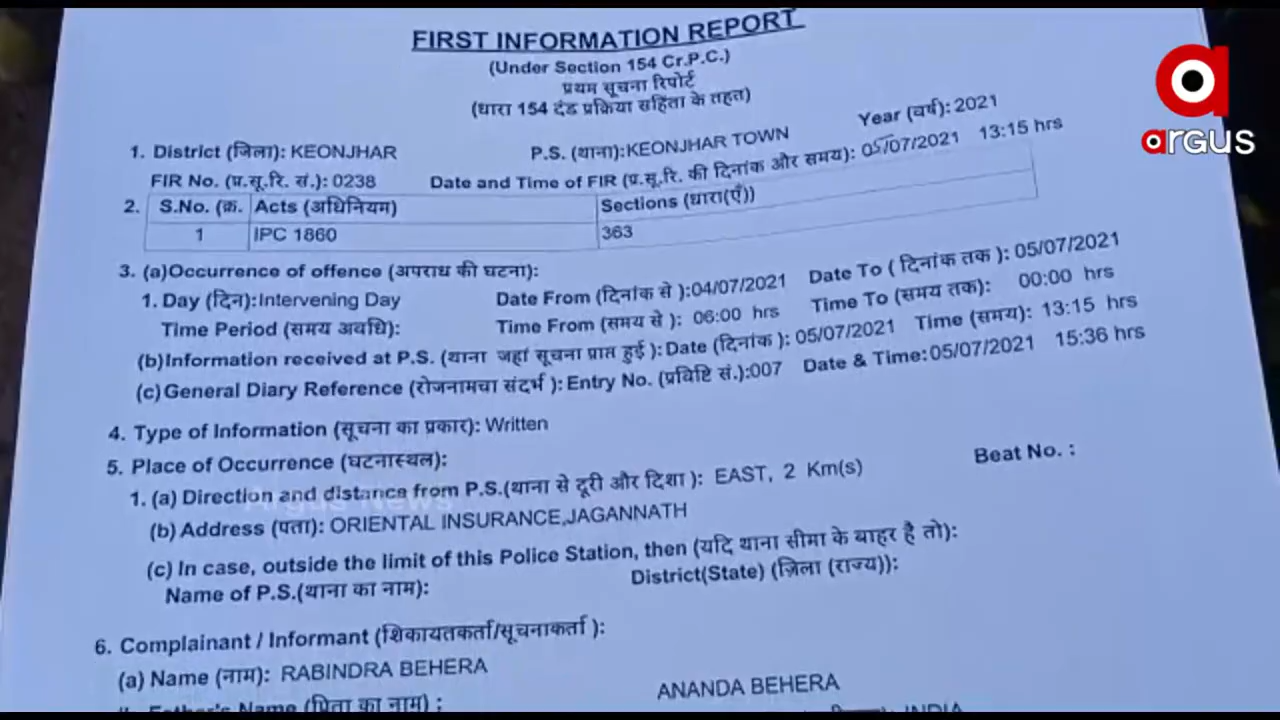 FIRST INFORMATION REPORT
(Under Section 154 Cr.P.C.)
प्रथम सूचना रिपोर्ट
(धारा 154 दंड प्रक्रिया सहिंता के तहत)
argus
1. District (जिला): KEONJHAR P.S. (थाना): KEONJHAR TOWN Year (वर्ष): 2021
FIR No. (प्र.सू.रि. सं.): 0238 Date and Time of FIR (प्र.सू.रि. की दिनांक और समय): 05/07/2021 13:15 hrs
2. S.No. (क्र. Acts (अधिनियम) Sections (धारा(एँ))
1 IPC 1860 363
3. (a)Occurrence of offence (अपराध की घटना):
1. Day (दिन): Intervening Day Date From (दिनांक से ): 04/07/2021 Date To ( दिनांक तक ): 05/07/2021
Time Period (समय अवधि): Time From (समय से ): 06:00 hrs Time To (समय तक): 00:00 hrs
(b)Information received at P.S. (थाना जहां सूचना प्राप्त हुई ): Date (दिनांक ): 05/07/2021 Time (समय): 13:15 hrs
(c) General Diary Reference (रोजनामचा संदर्भ ): Entry No. (प्रविष्टि सं.): 007 Date & Time: 05/07/2021 15:36 hrs
4. Type of Information (सूचना का प्रकार): Written
5. Place of Occurrence (घटनास्थल):
1. (a) Direction and distance from P.S.(थाना से दूरी और दिशा ): EAST, 2 Km(s) Beat No. :
Argus News
(b) Address (पता): ORIENTAL INSURANCE,JAGANNATH
(c) In case, outside the limit of this Police Station, then (यदि थाना सीमा के बाहर है तो):
Name of P.S.(थाना का नाम): District(State) (ज़िला (राज्य)):
6. Complainant / Informant (शिकायतकर्ता/सूचनाकर्ता ):
(a) Name (नाम): RABINDRA BEHERA
Father's Name (पिता का नाम) : ANANDA BEHERA
INDIA